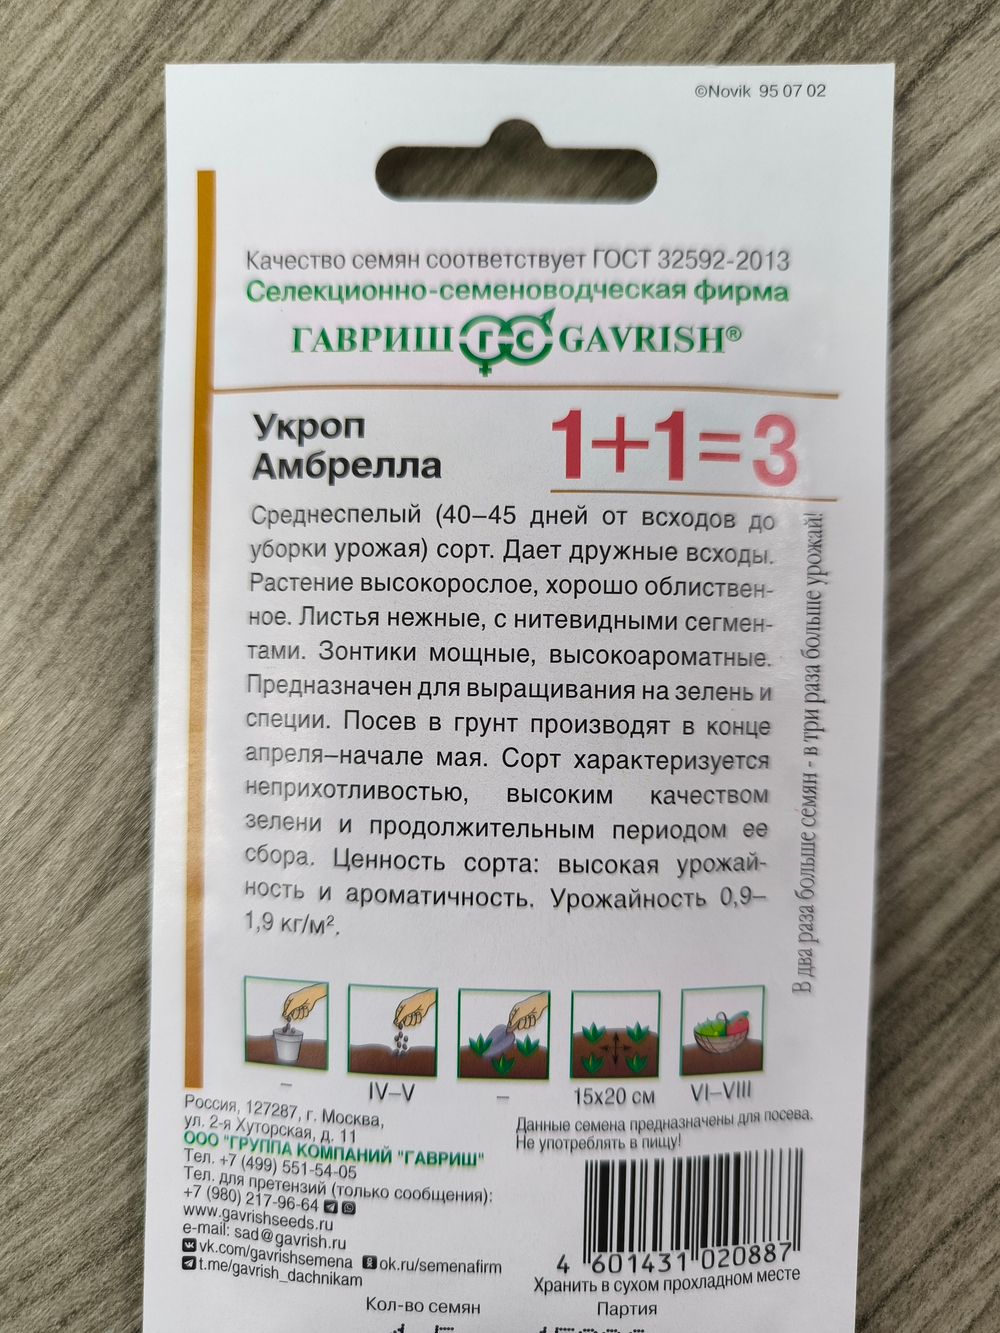 ©Novik 95 07 02
Качество семян соответствует ГОСТ 32592-2013
Селекционно-семеноводческая фирма
ГАВРИШ ГС GAVRISH®
Укроп
Амбрелла
1+1=3
Среднеспелый (40–45 дней от всходов до
уборки урожая) сорт. Дает дружные всходы.
Растение высокорослое, хорошо облиствен-
ное. Листья нежные, с нитевидными сегмен-
тами. Зонтики мощные, высокоароматные.
Предназначен для выращивания на зелень и
специи. Посев в грунт производят в конце
апреля–начале мая. Сорт характеризуется
неприхотливостью, высоким качеством
зелени и продолжительным периодом ее
сбора. Ценность сорта: высокая урожай-
ность и ароматичность. Урожайность 0,9–
1,9 кг/м².
В два раза больше семян - в три раза больше урожай!
– IV–V – 15х20 см VI–VIII
Россия, 127287, г. Москва,
ул. 2-я Хуторская, д. 11
ООО "ГРУППА КОМПАНИЙ "ГАВРИШ"
Тел. +7 (499) 551-54-05
Тел. для претензий (только сообщения):
+7 (980) 217-96-64
www.gavrishseeds.ru
e-mail: sad@gavrish.ru
vk.com/gavrishsemena ok.ru/semenafirm
t.me/gavrish_dachnikam
Данные семена предназначены для посева.
Не употреблять в пищу!
4 601431 020887
Хранить в сухом прохладном месте
Кол-во семян Партия